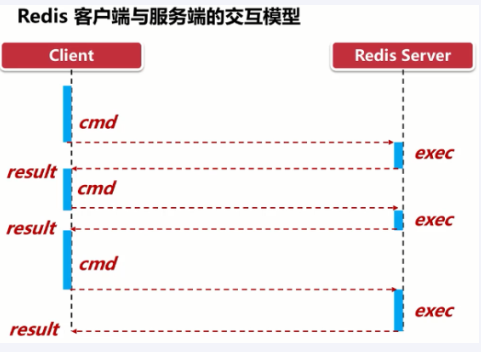 Redis 客户端与服务端的交互模型
Client
Redis Server
cmd
exec
result
cmd
exec
result
cmd
exec
result